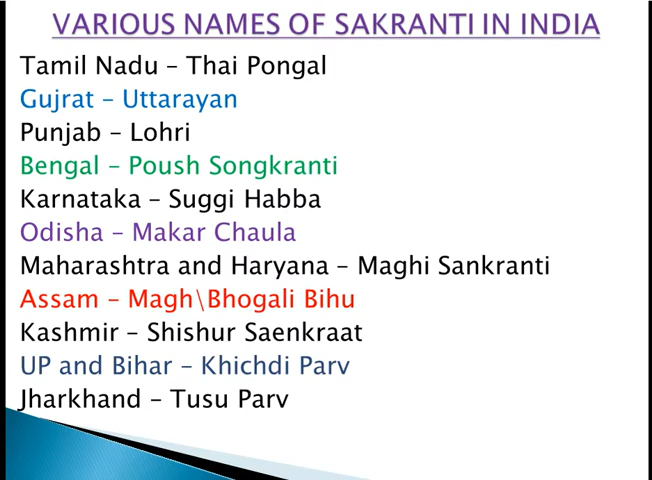 VARIOUS NAMES OF SAKRANTI IN INDIA
Tamil Nadu – Thai Pongal
Gujrat – Uttarayan
Punjab – Lohri
Bengal – Poush Songkranti
Karnataka – Suggi Habba
Odisha – Makar Chaula
Maharashtra and Haryana – Maghi Sankranti
Assam – Magh\Bhogali Bihu
Kashmir – Shishur Saenkraat
UP and Bihar – Khichdi Parv
Jharkhand – Tusu Parv